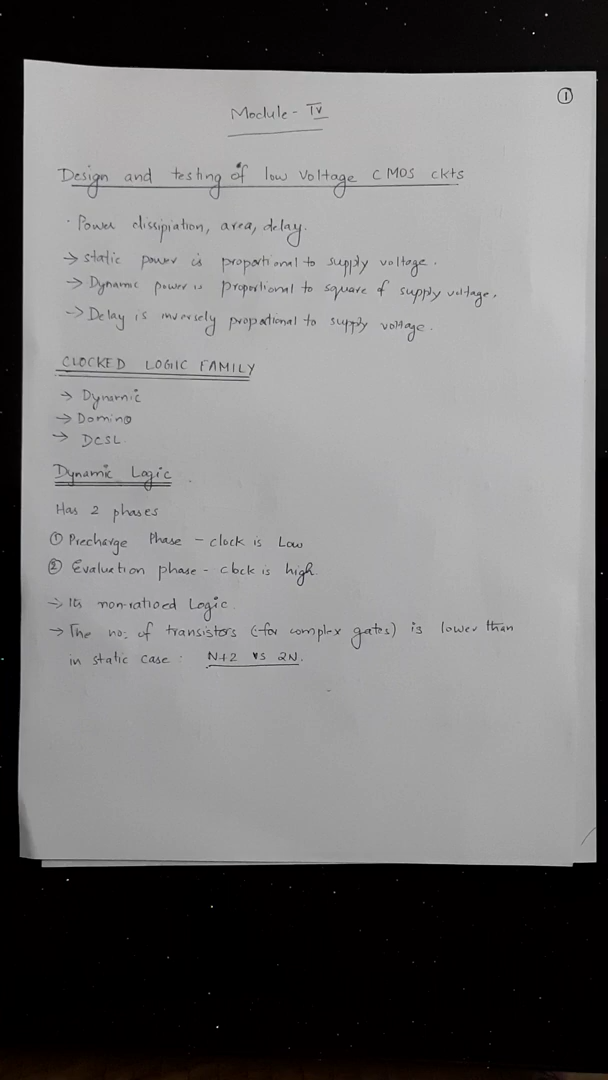 ①
Module - IV
Design and testing of low Voltage CMOS ckts
· Power dissipiation, area, delay.
→ static power is proportional to supply voltage.
→ Dynamic power is proportional to square of supply voltage.
→ Delay is inversely propotional to supply voltage.
CLOCKED LOGIC FAMILY
→ Dynamic
→ Domino
→ DCSL
Dynamic Logic
Has 2 phases
① Precharge Phase - clock is Low
② Evaluation phase - clock is high
→ Its non-ratioed Logic.
→ The no: of transistors (for complex gates) is lower than
in static case : N+2 vs 2N.